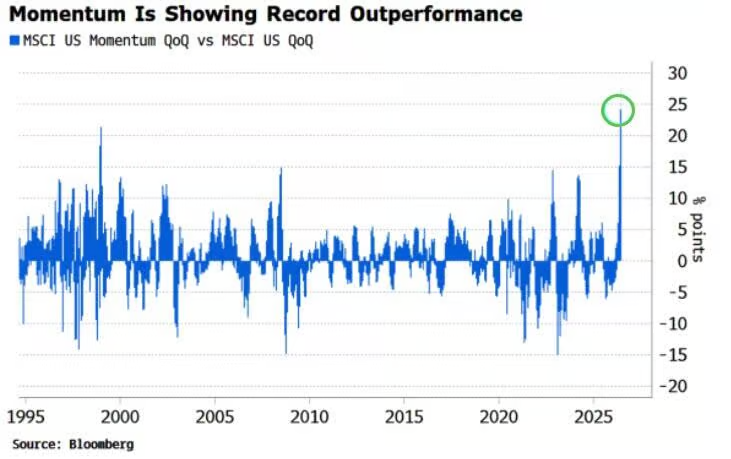 Momentum Is Showing Record Outperformance
MSCI US Momentum QoQ vs MSCI US QoQ
30
25
20
15
10
5
0
-5
-10
-15
-20
% points
1995 2000 2005 2010 2015 2020 2025
Source: Bloomberg